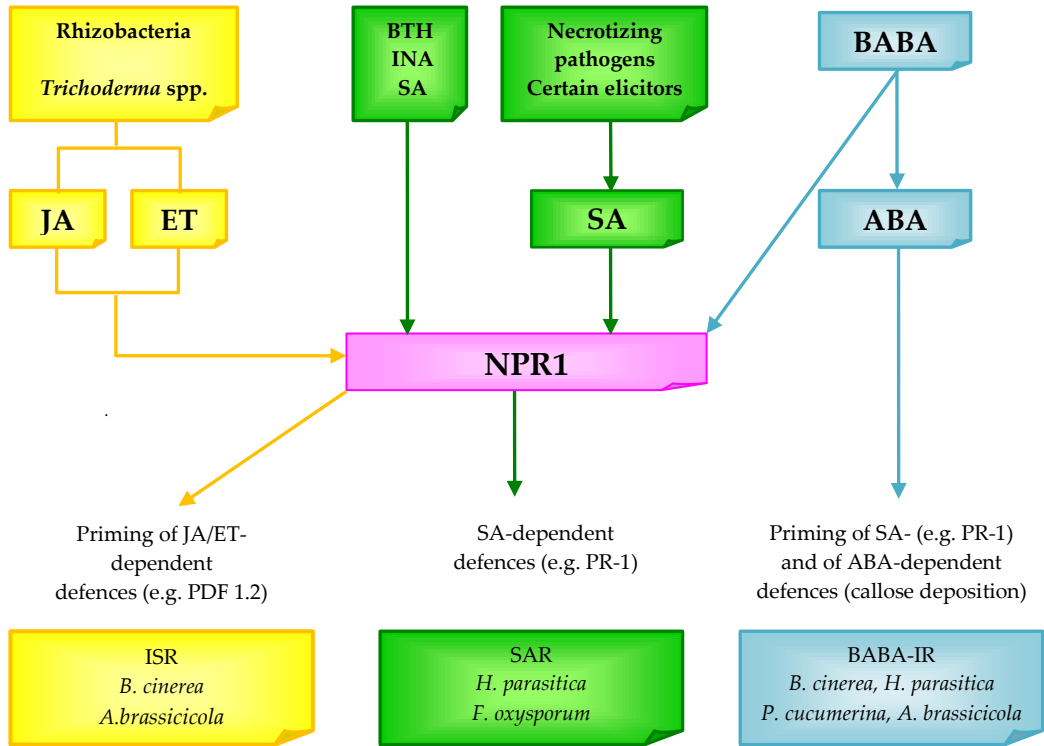 Rhizobacteria
Trichoderma spp.
BTH
INA
SA
Necrotizing
pathogens
Certain elicitors
BABA
JA
ET
SA
ABA
NPR1
.
Priming of JA/ET-
dependent
defences (e.g. PDF 1.2)
SA-dependent
defences (e.g. PR-1)
Priming of SA- (e.g. PR-1)
and of ABA-dependent
defences (callose deposition)
ISR
B. cinerea
A.brassicicola
SAR
H. parasitica
F. oxysporum
BABA-IR
B. cinerea, H. parasitica
P. cucumerina, A. brassicicola